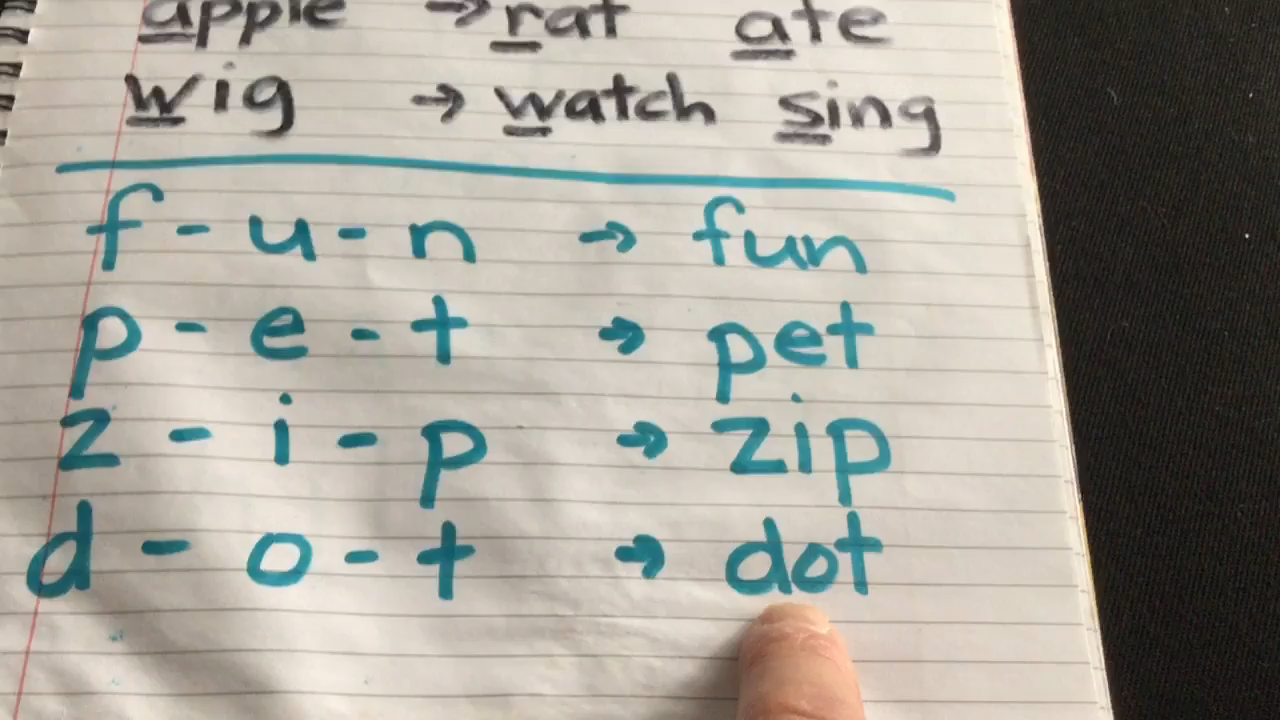 apple → rat ate
wig → watch sing
f - u - n → fun
p - e - t → pet
z - i - p → zip
d - o - t → dot